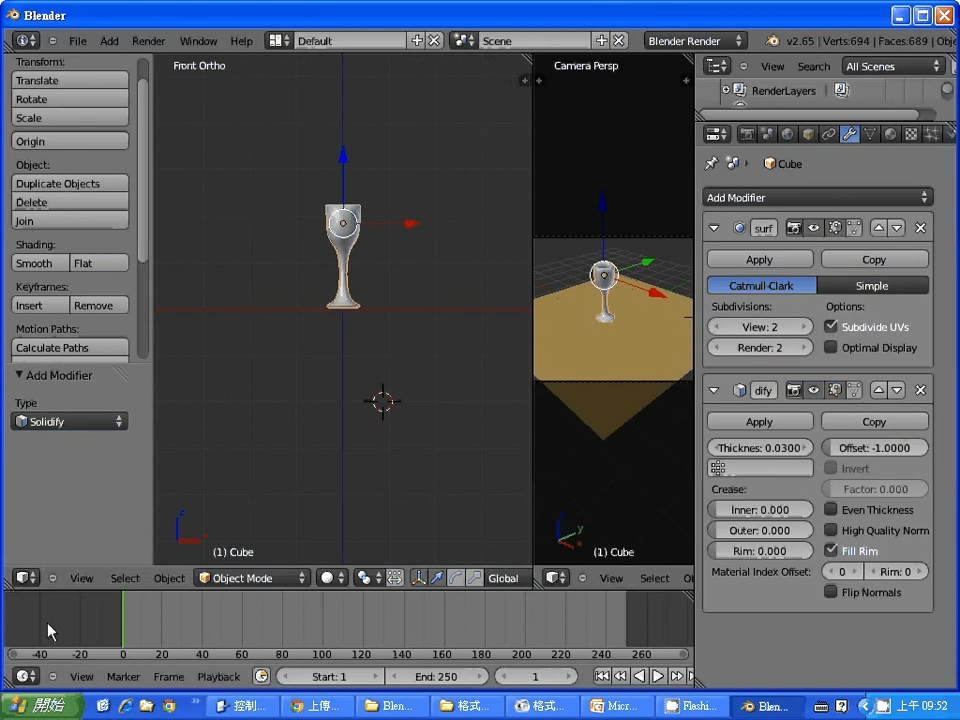 Blender
File Add Render Window Help Default Scene Blender Render v2.65 | Verts:694 | Faces:689 | Obj
Transform:
Translate
Rotate
Scale
Origin
Object:
Duplicate Objects
Delete
Join
Shading:
Smooth Flat
Keyframes:
Insert Remove
Motion Paths:
Calculate Paths
Add Modifier
Type
Solidify
Front Ortho
(1) Cube
Camera Persp
(1) Cube
View Search All Scenes
RenderLayers
Cube
Add Modifier
surf
Apply Copy
Catmull-Clark Simple
Subdivisions: Options:
View: 2 Subdivide UVs
Render: 2 Optimal Display
dify
Apply Copy
Thicknes: 0.0300 Offset: -1.0000
Invert
Crease: Factor: 0.000
Inner: 0.000 Even Thickness
Outer: 0.000 High Quality Norm
Rim: 0.000 Fill Rim
Material Index Offset: 0 Rim: 0
Flip Normals
View Select Object Object Mode Global
View Select Ob
-40 -20 0 20 40 60 80 100 120 140 160 180 200 220 240 260
View Marker Frame Playback Start: 1 End: 250 1
開始 控制... 上傳... Blen... 格式... 格式... Micr... Flashi... Blen... 上午 09:52